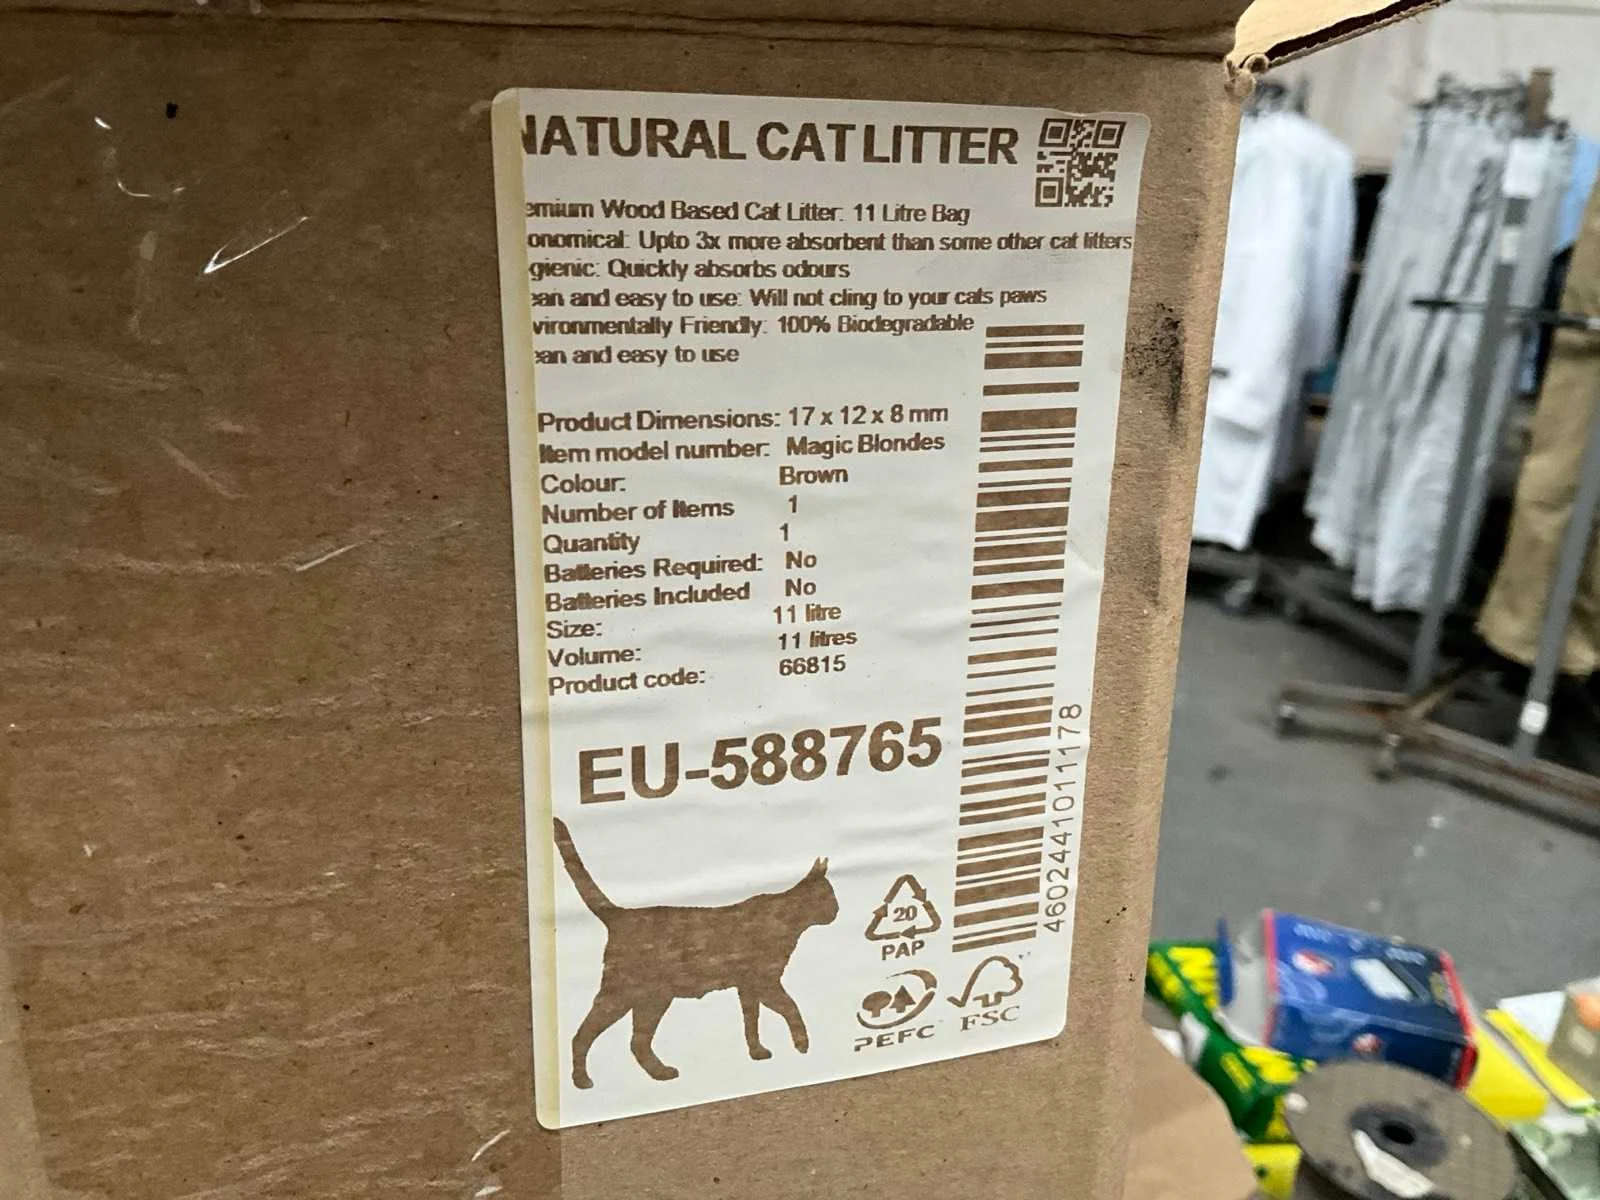 NATURAL CAT LITTER
emium Wood Based Cat Litter: 11 Litre Bag
onomical: Upto 3x more absorbent than some other cat litters
gienic: Quickly absorbs odours
ean and easy to use: Will not cling to your cats paws
vironmentally Friendly: 100% Biodegradable
ean and easy to use
Product Dimensions: 17 x 12 x 8 mm
Item model number: Magic Blondes
Colour: Brown
Number of Items 1
Quantity 1
Batteries Required: No
Batteries Included No
Size: 11 litre
Volume: 11 litres
Product code: 66815
EU-588765
4602441011178
20
PAP
PEFC
FSC